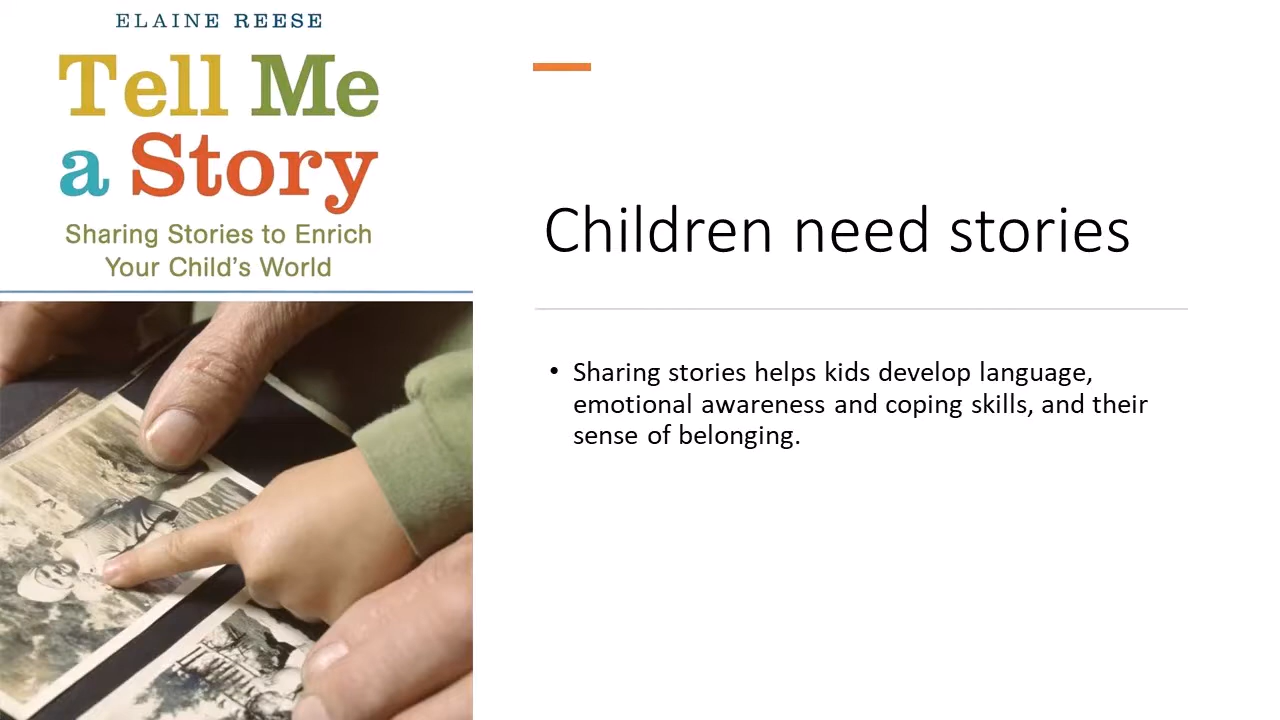 ELAINE REESE
Tell Me
a Story
Sharing Stories to Enrich
Your Child's World
Children need stories
• Sharing stories helps kids develop language,
emotional awareness and coping skills, and their
sense of belonging.